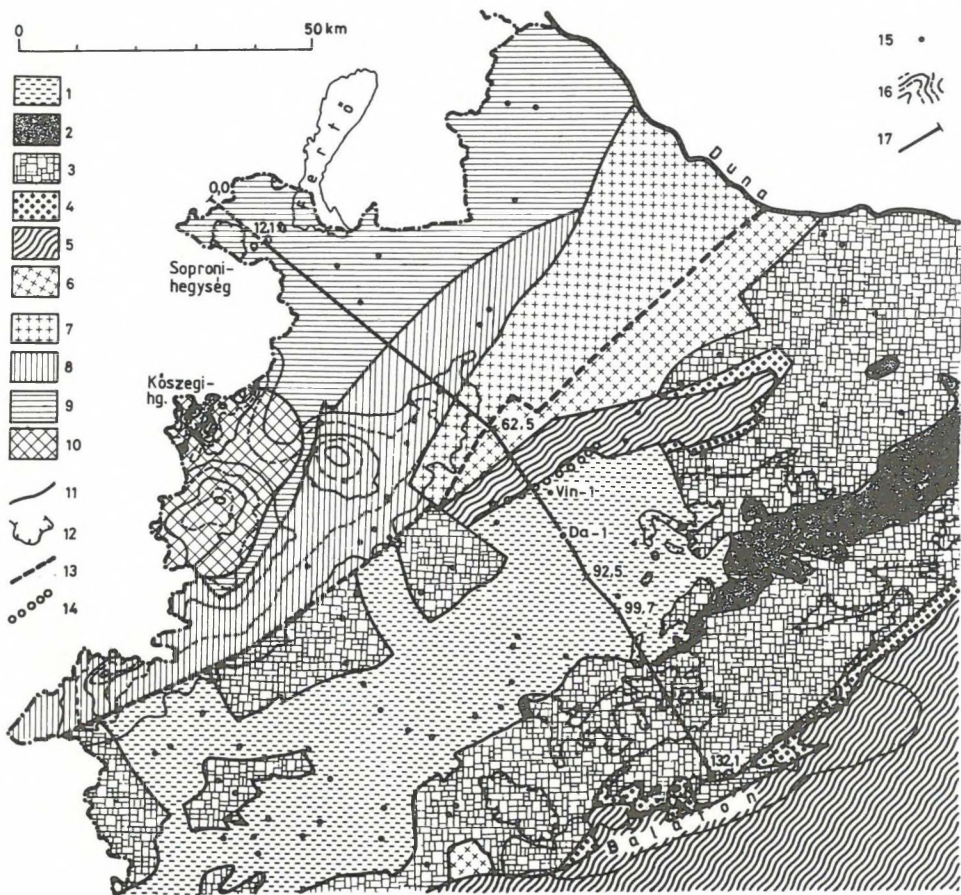 0 50 km
1
2
3
4
5
6
7
8
9
10
11
12
13
14
15
16
17
Fertő
Duna
0,0
12,1
Soproni-
hegység
Kőszegi-
hg.
62,5
Vin-1
Da-1
92,5
99,7
132,1
Balaton